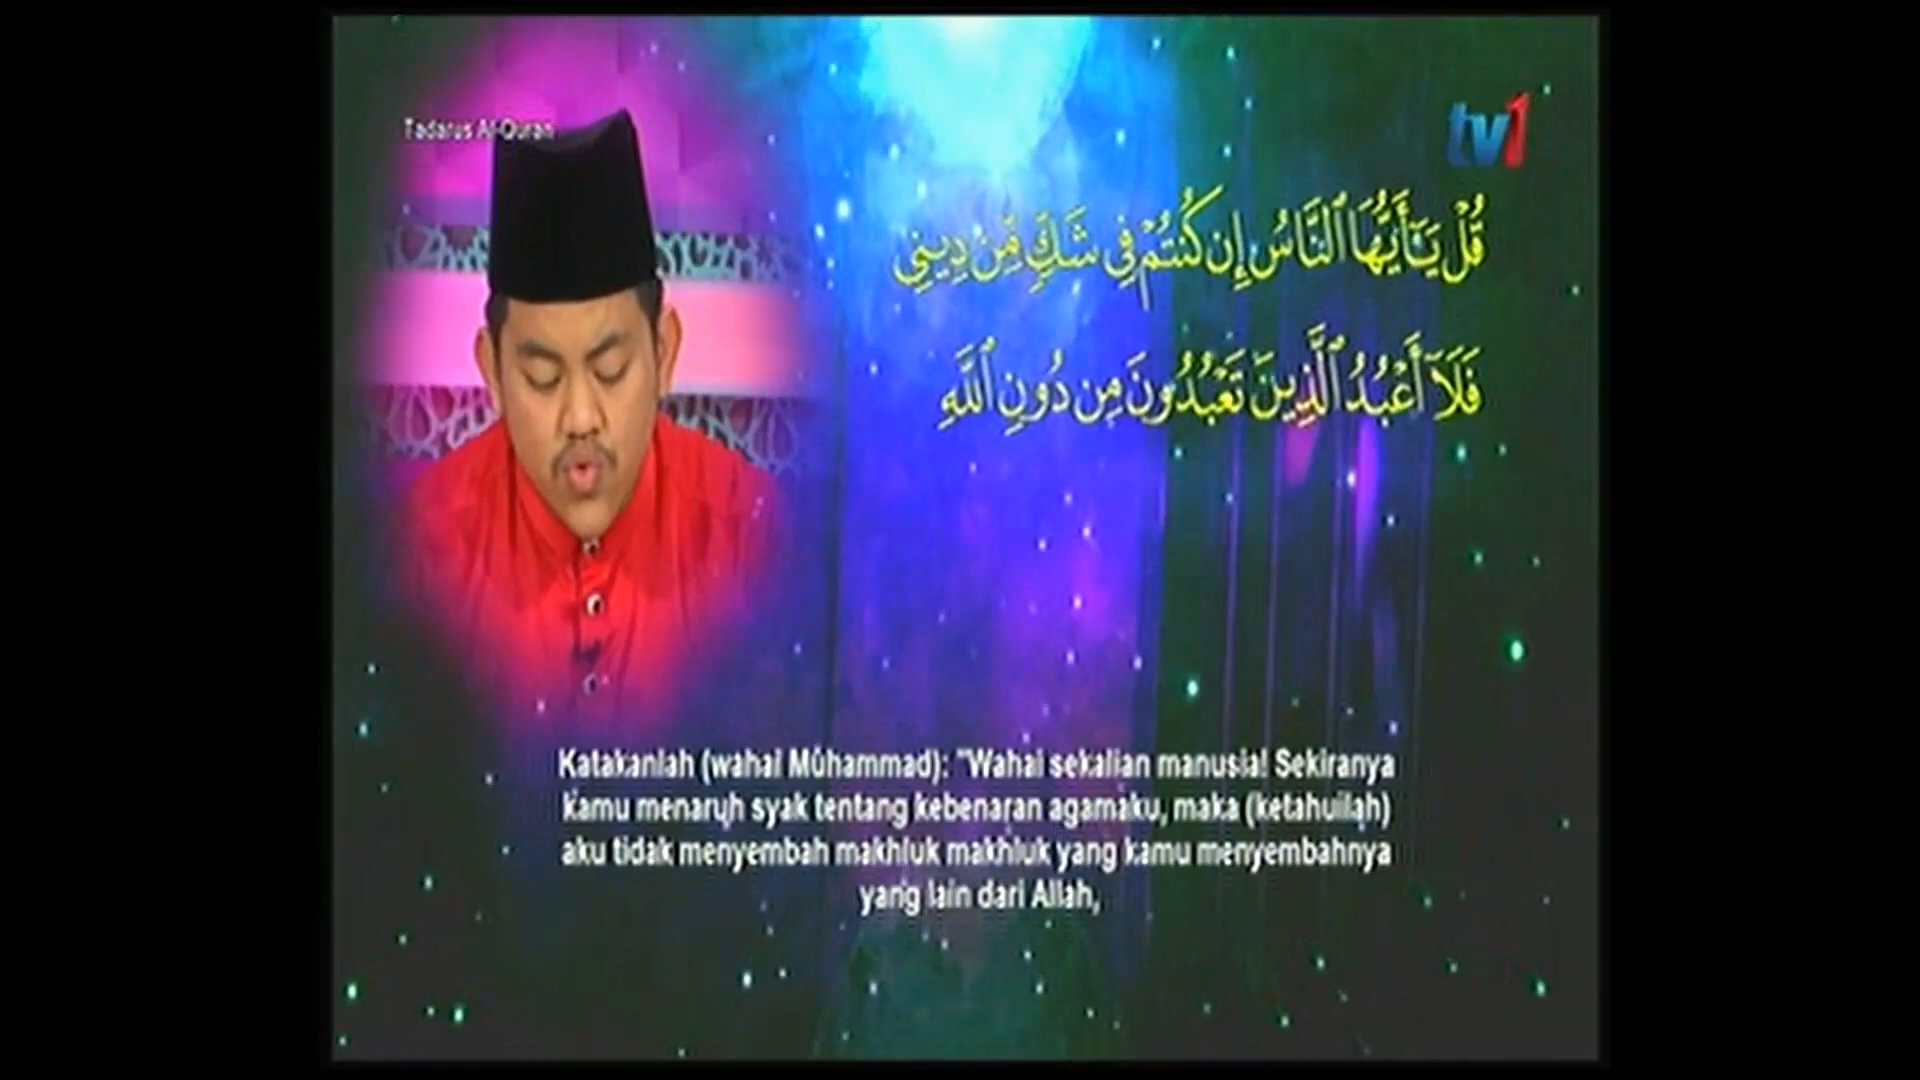 Tadarus Al-Quran
tv1
قُلْ يَـٰٓأَيُّهَا ٱلنَّاسُ إِن كُنتُمْ فِى شَكٍّ مِّن دِينِى
فَلَآ أَعْبُدُ ٱلَّذِينَ تَعْبُدُونَ مِن دُونِ ٱللَّهِ
Katakanlah (wahai Muhammad): "Wahai sekalian manusia! Sekiranya
kamu menaruh syak tentang kebenaran agamaku, maka (ketahuilah)
aku tidak menyembah makhluk makhluk yang kamu menyembahnya
yang lain dari Allah,